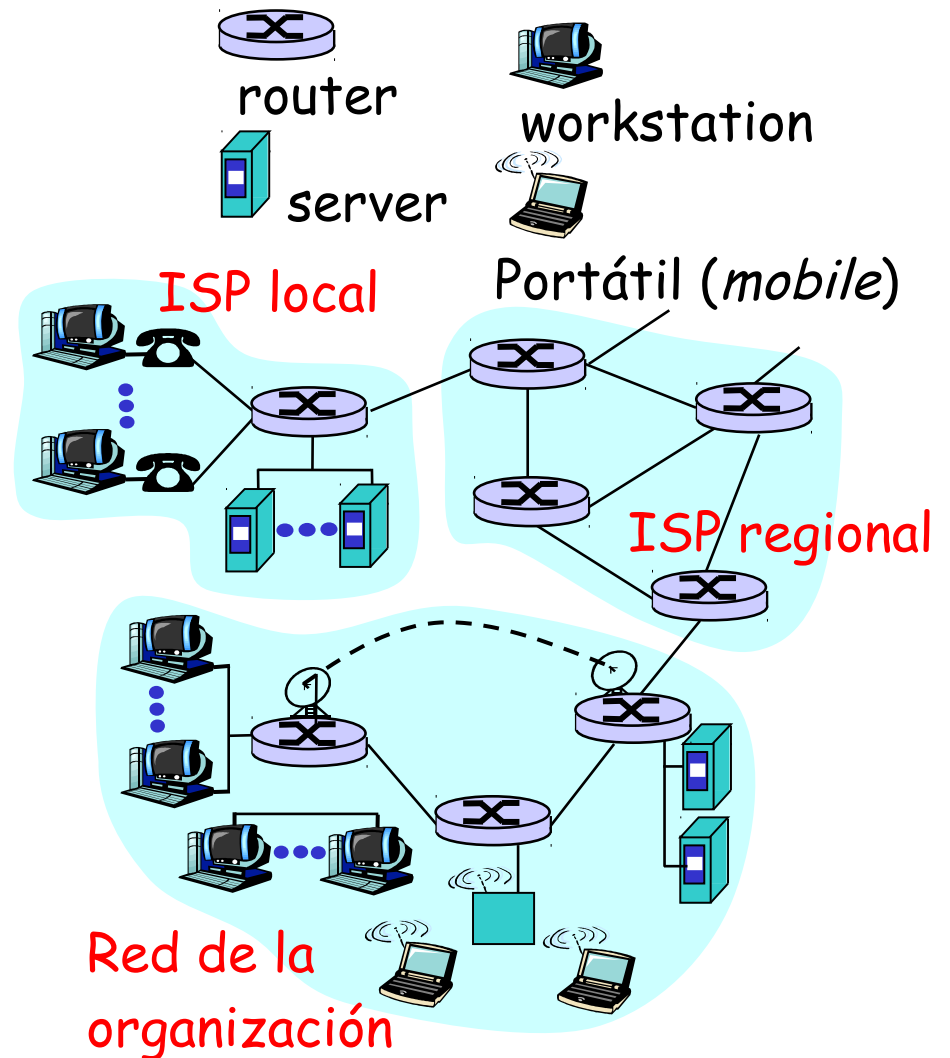 router
workstation
server
Portátil (mobile)
ISP local
ISP regional
Red de la
organización